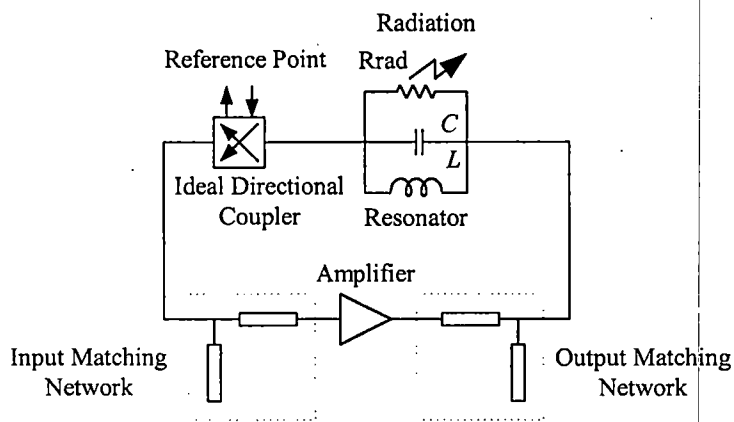 Radiation
Reference Point
Rrad
C
L
Ideal Directional
Coupler
Resonator
Amplifier
Input Matching
Network
Output Matching
Network